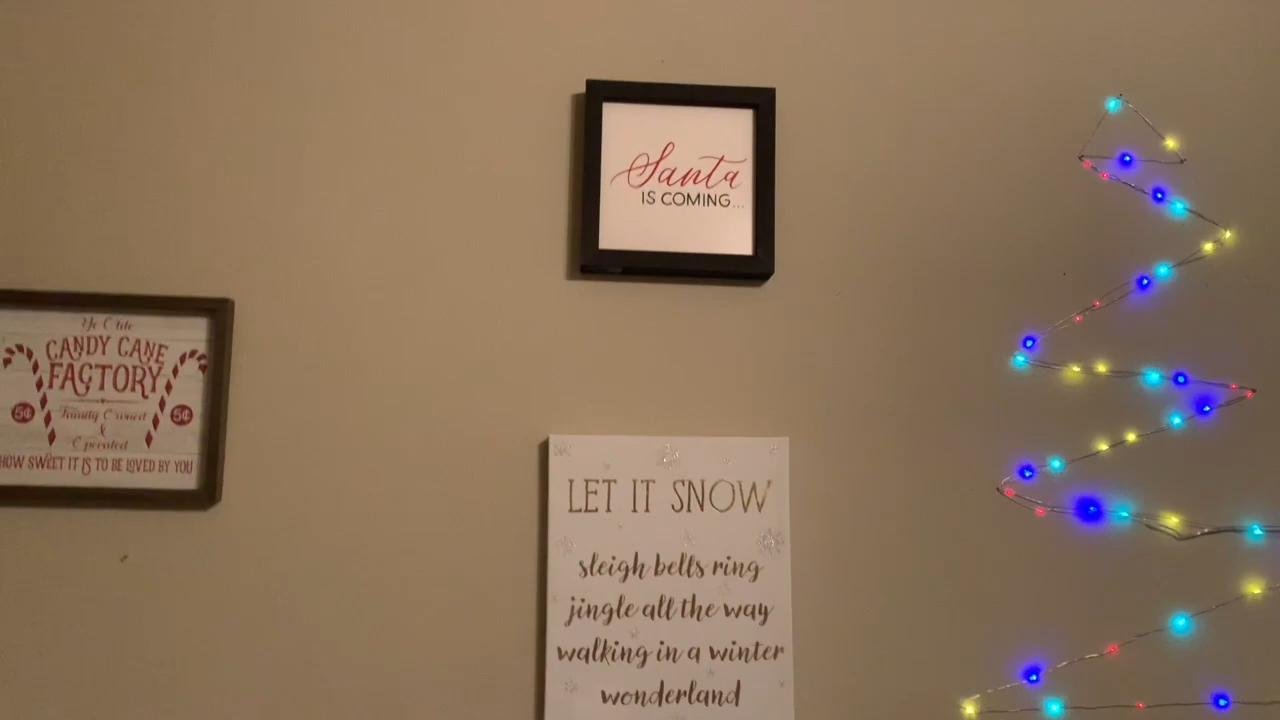 Santa
IS COMING...
Ye Olde
CANDY CANE
FACTORY
5¢
Family Owned
5¢
&
Operated
HOW SWEET IT IS TO BE LOVED BY YOU
LET IT SNOW
sleigh bells ring
jingle all the way
walking in a winter
wonderland